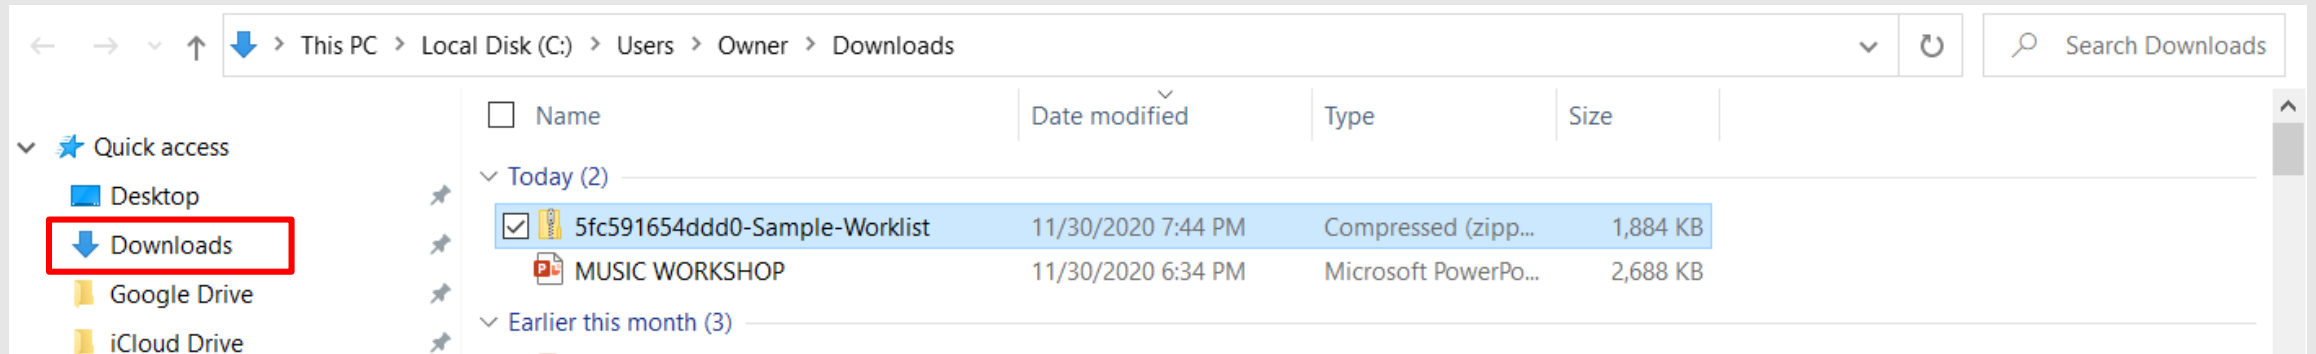 This PC > Local Disk (C:) > Users > Owner > Downloads
Search Downloads
Name Date modified Type Size
Quick access
Desktop
Downloads
Google Drive
iCloud Drive
Today (2)
5fc591654ddd0-Sample-Worklist 11/30/2020 7:44 PM Compressed (zipp... 1,884 KB
MUSIC WORKSHOP 11/30/2020 6:34 PM Microsoft PowerPo... 2,688 KB
Earlier this month (3)